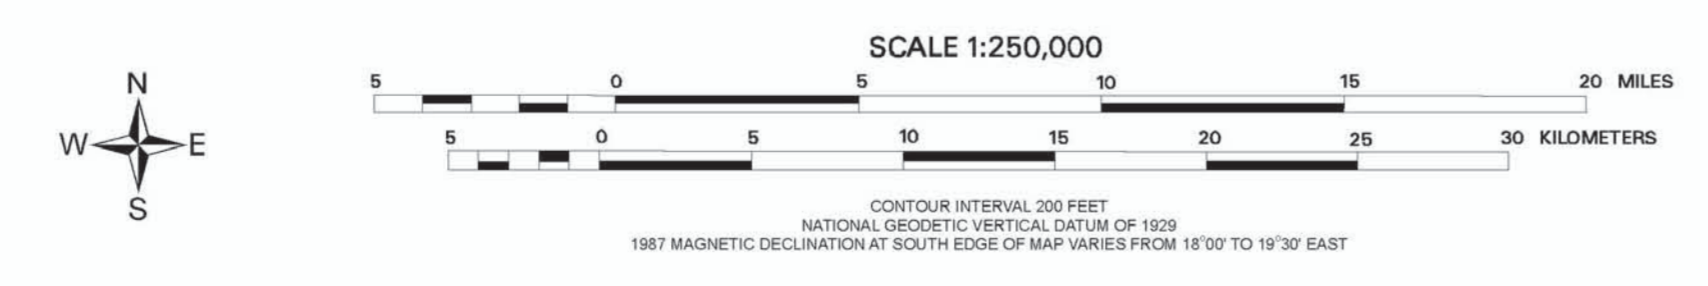 SCALE 1:250,000
N
5 0 5 10 15 20 MILES
W E
5 0 5 10 15 20 25 30 KILOMETERS
S
CONTOUR INTERVAL 200 FEET
NATIONAL GEODETIC VERTICAL DATUM OF 1929
1987 MAGNETIC DECLINATION AT SOUTH EDGE OF MAP VARIES FROM 18°00' TO 19°30' EAST